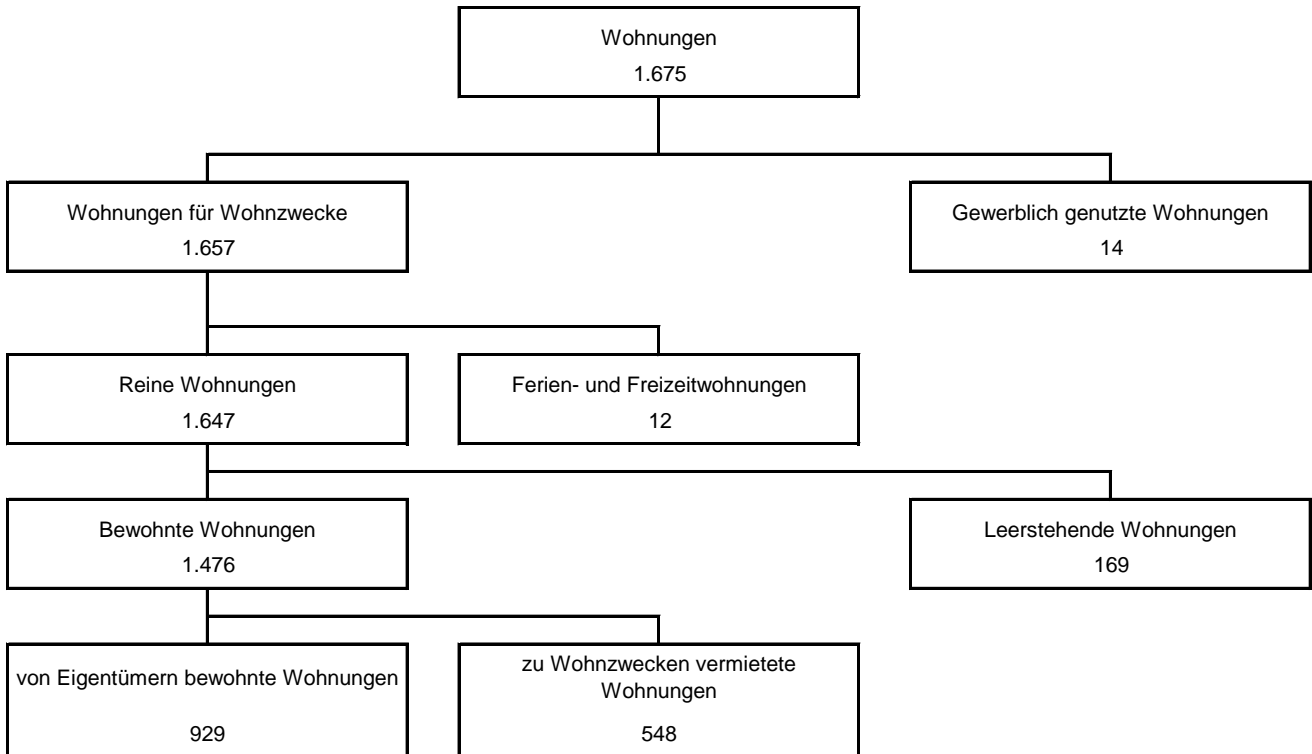 Wohnungen
1.675
Wohnungen für Wohnzwecke
1.657
Gewerblich genutzte Wohnungen
14
Reine Wohnungen
1.647
Ferien- und Freizeitwohnungen
12
Bewohnte Wohnungen
1.476
Leerstehende Wohnungen
169
von Eigentümern bewohnte Wohnungen
929
zu Wohnzwecken vermietete
Wohnungen
548